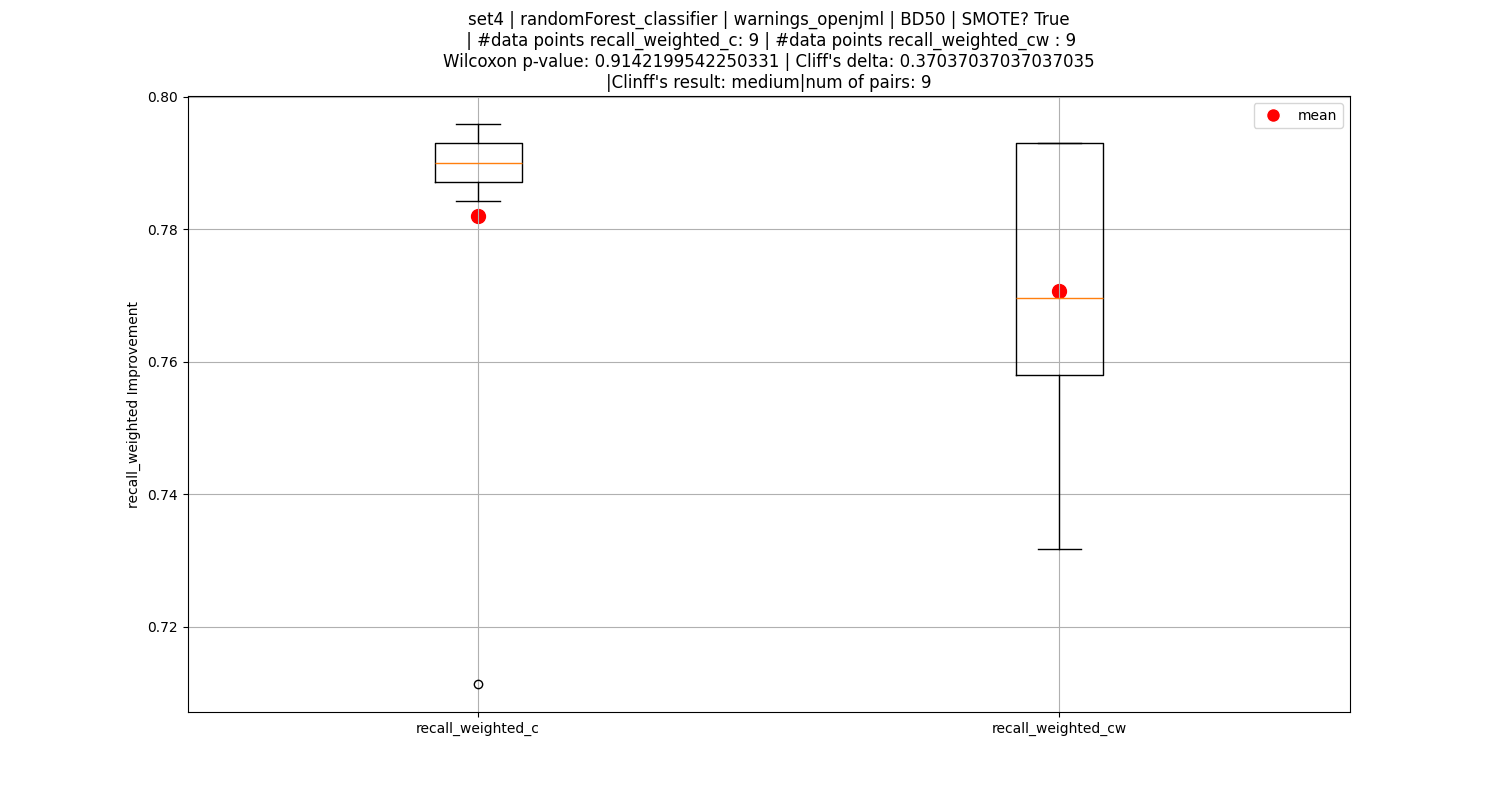 set4 | randomForest_classifier | warnings_openjml | BD50 | SMOTE? True
| #data points recall_weighted_c: 9 | #data points recall_weighted_cw : 9
Wilcoxon p-value: 0.9142199542250331 | Cliff's delta: 0.37037037037037035
|Clinff's result: medium|num of pairs: 9
mean
recall_weighted Improvement
0.80
0.78
0.76
0.74
0.72
recall_weighted_c
recall_weighted_cw